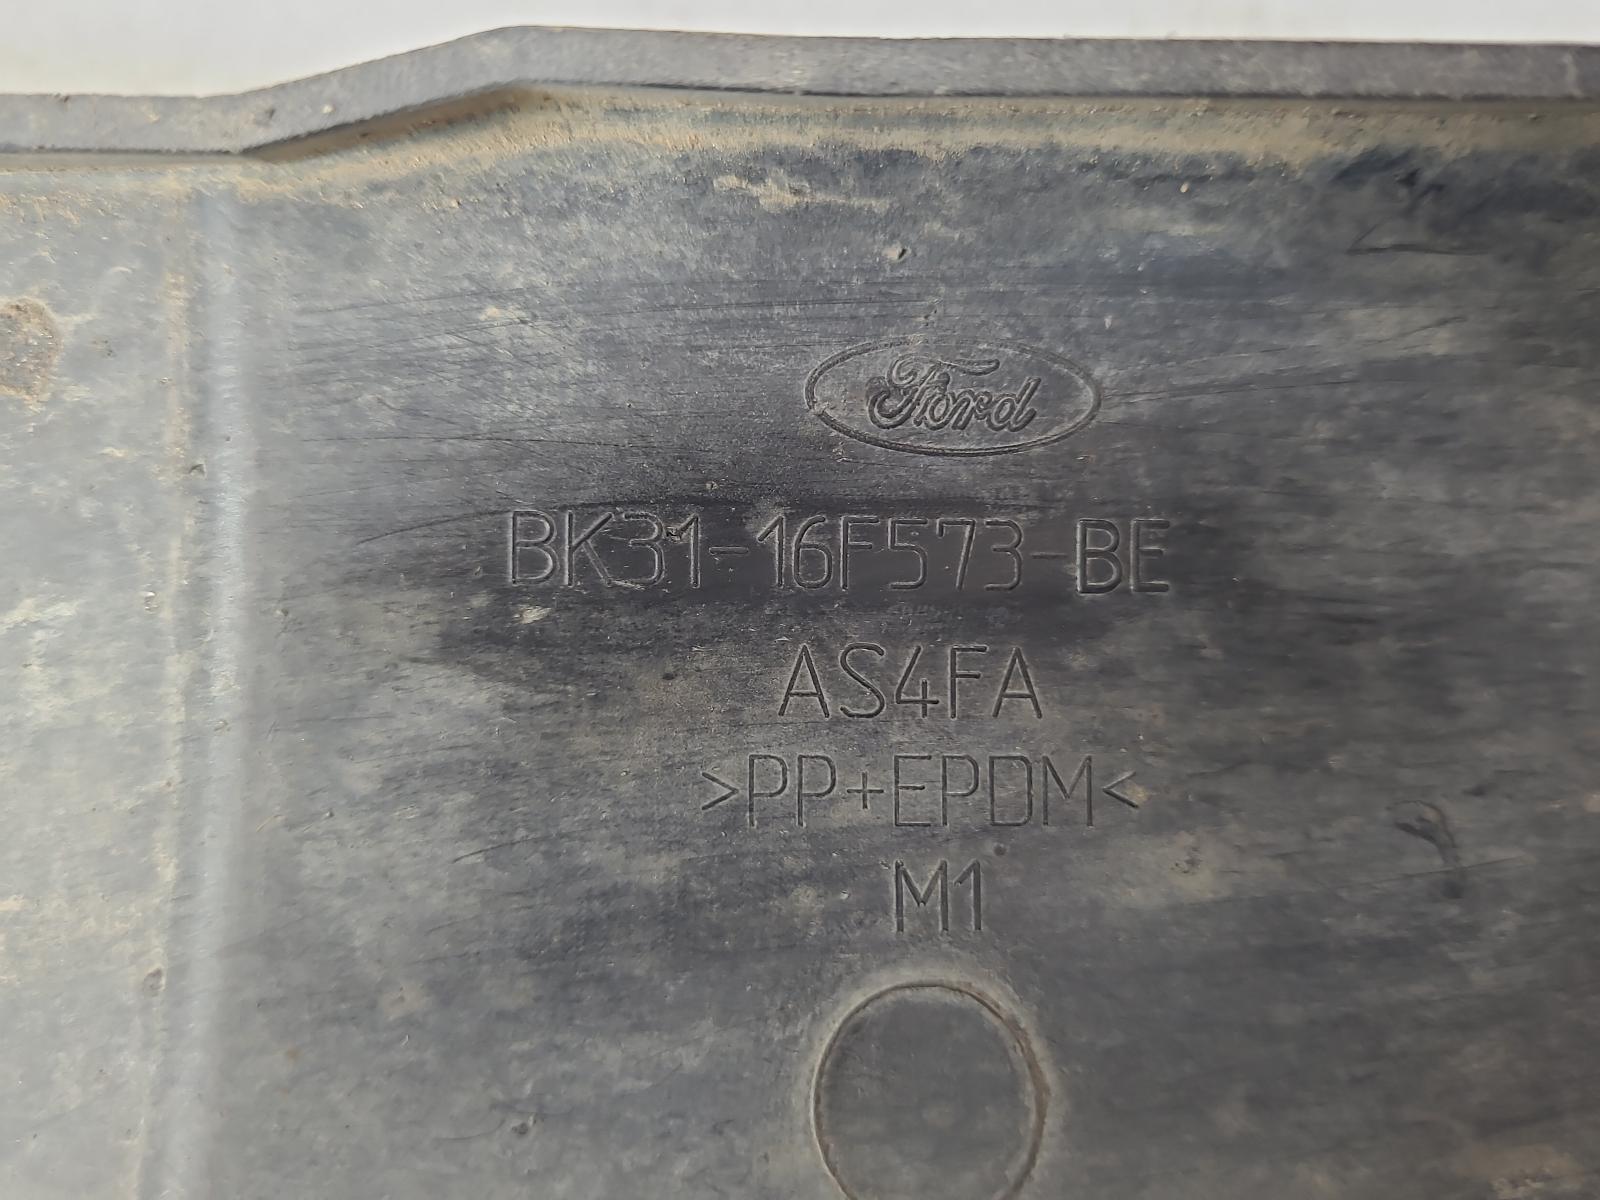 Ford
BK31-16F573-BE
AS4FA
>PP+EPDM<
M1